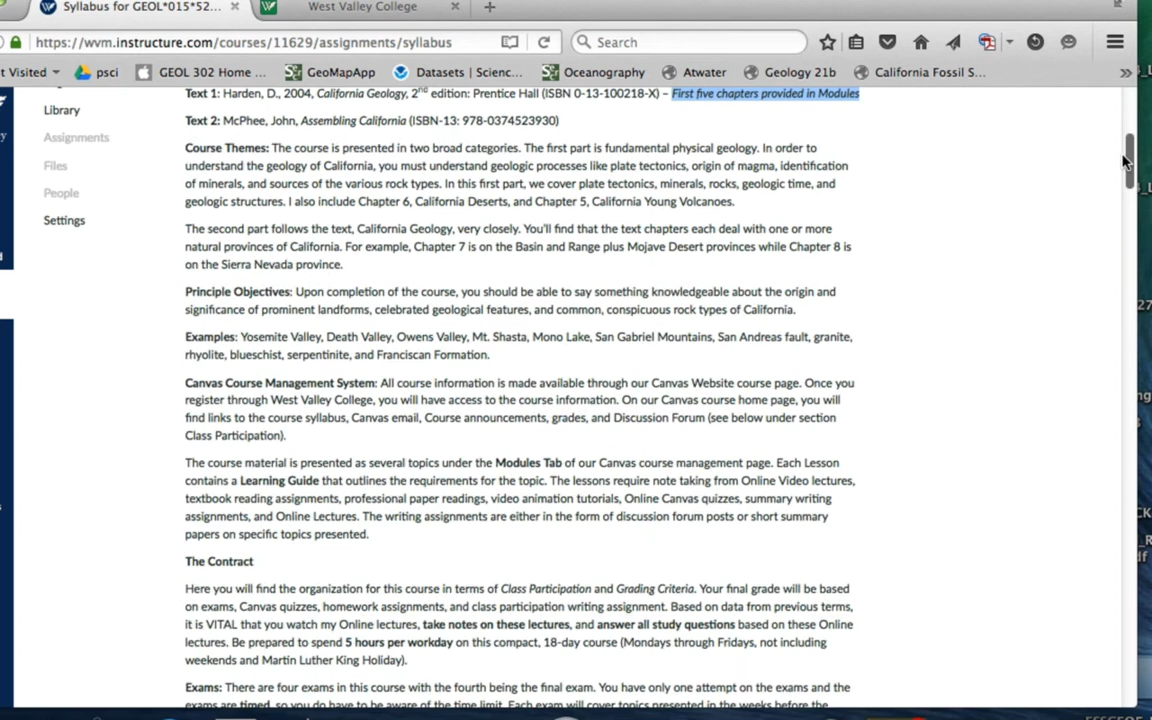 Syllabus for GEOL*015*52...
West Valley College
https://wvm.instructure.com/courses/11629/assignments/syllabus
Search
t Visited
psci
GEOL 302 Home ...
GeoMapApp
Datasets | Scienc...
Oceanography
Atwater
Geology 21b
California Fossil S...
Library
Assignments
Files
People
Settings
Text 1: Harden, D., 2004, California Geology, 2nd edition: Prentice Hall (ISBN 0-13-100218-X) – First five chapters provided in Modules
Text 2: McPhee, John, Assembling California (ISBN-13: 978-0374523930)
Course Themes: The course is presented in two broad categories. The first part is fundamental physical geology. In order to
understand the geology of California, you must understand geologic processes like plate tectonics, origin of magma, identification
of minerals, and sources of the various rock types. In this first part, we cover plate tectonics, minerals, rocks, geologic time, and
geologic structures. I also include Chapter 6, California Deserts, and Chapter 5, California Young Volcanoes.
The second part follows the text, California Geology, very closely. You'll find that the text chapters each deal with one or more
natural provinces of California. For example, Chapter 7 is on the Basin and Range plus Mojave Desert provinces while Chapter 8 is
on the Sierra Nevada province.
Principle Objectives: Upon completion of the course, you should be able to say something knowledgeable about the origin and
significance of prominent landforms, celebrated geological features, and common, conspicuous rock types of California.
Examples: Yosemite Valley, Death Valley, Owens Valley, Mt. Shasta, Mono Lake, San Gabriel Mountains, San Andreas fault, granite,
rhyolite, blueschist, serpentinite, and Franciscan Formation.
Canvas Course Management System: All course information is made available through our Canvas Website course page. Once you
register through West Valley College, you will have access to the course information. On our Canvas course home page, you will
find links to the course syllabus, Canvas email, Course announcements, grades, and Discussion Forum (see below under section
Class Participation).
The course material is presented as several topics under the Modules Tab of our Canvas course management page. Each Lesson
contains a Learning Guide that outlines the requirements for the topic. The lessons require note taking from Online Video lectures,
textbook reading assignments, professional paper readings, video animation tutorials, Online Canvas quizzes, summary writing
assignments, and Online Lectures. The writing assignments are either in the form of discussion forum posts or short summary
papers on specific topics presented.
The Contract
Here you will find the organization for this course in terms of Class Participation and Grading Criteria. Your final grade will be based
on exams, Canvas quizzes, homework assignments, and class participation writing assignment. Based on data from previous terms,
it is VITAL that you watch my Online lectures, take notes on these lectures, and answer all study questions based on these Online
lectures. Be prepared to spend 5 hours per workday on this compact, 18-day course (Mondays through Fridays, not including
weekends and Martin Luther King Holiday).
Exams: There are four exams in this course with the fourth being the final exam. You have only one attempt on the exams and the
exams are timed, so you do have to be aware of the time limit. Each exam will cover topics presented in the weeks before the